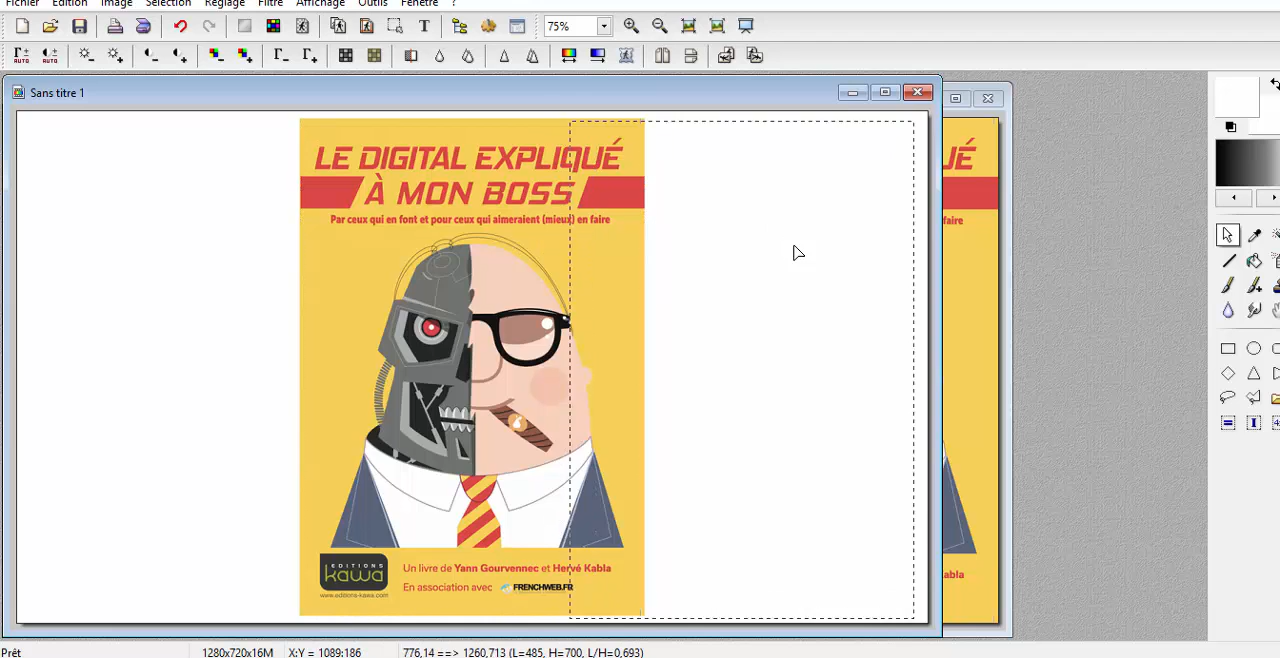 Fichier Edition Image Sélection Réglage Filtre Affichage Outils Fenêtre ?
T 75%
AUTO AUTO
Sans titre 1
LE DIGITAL EXPLIQUÉ
À MON BOSS
Par ceux qui en font et pour ceux qui aimeraient (mieux) en faire
EDITIONS
kawa
www.editions-kawa.com
Un livre de Yann Gourvennec et Hervé Kabla
En association avec FRENCHWEB.FR
UÉ
faire
abla
Prêt 1280x720x16M X:Y = 1089;186 776,14 ==> 1260,713 (L=485, H=700, L/H=0,693)